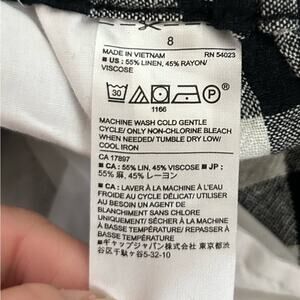 8
MADE IN VIETNAM RN 54023
■ US : 55% LINEN, 45% RAYON/
VISCOSE
30 P
1166
MACHINE WASH COLD GENTLE
CYCLE/ ONLY NON-CHLORINE BLEACH
WHEN NEEDED/ TUMBLE DRY LOW/
COOL IRON
CA 17897
■ CA : 55% LIN, 45% VISCOSE ■ JP :
55% 麻, 45% レーヨン
■ CA : LAVER À LA MACHINE À L'EAU
FROIDE AU CYCLE DÉLICAT/ UTILISER
AU BESOIN UN AGENT DE
BLANCHIMENT SANS CHLORE
UNIQUEMENT/ SÉCHER À LA MACHINE À
BASSE TEMPÉRATURE/ REPASSER À
BASSE TEMPÉRATURE
■ ギャップジャパン株式会社 東京都渋
谷区千駄ヶ谷5-32-10